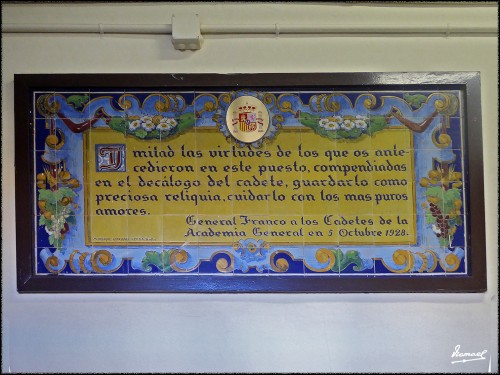 Imitad las virtudes de los que os ante-
cedieron en este puesto, compendiadas
en el decálogo del cadete, guardarlo como
preciosa reliquia, cuidarlo con los mas puros
amores.
General Franco a los Cadetes de la
Academia General en 5 Octubre 1928.